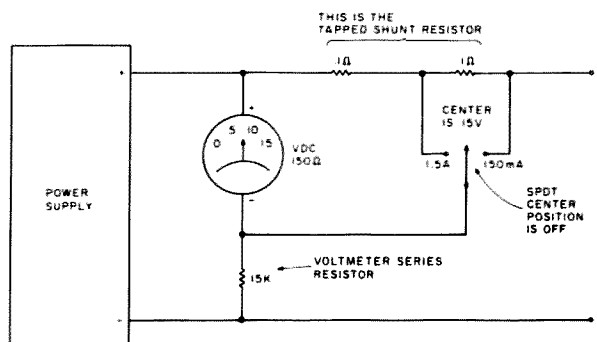 THIS IS THE
TAPPED SHUNT RESISTOR
.1Ω
1Ω
+
+
CENTER
IS 15V
0 5 10 15
VDC
150Ω
1.5A
150mA
POWER
SUPPLY
-
SPDT
CENTER
POSITION
IS OFF
VOLTMETER SERIES
RESISTOR
15K
-